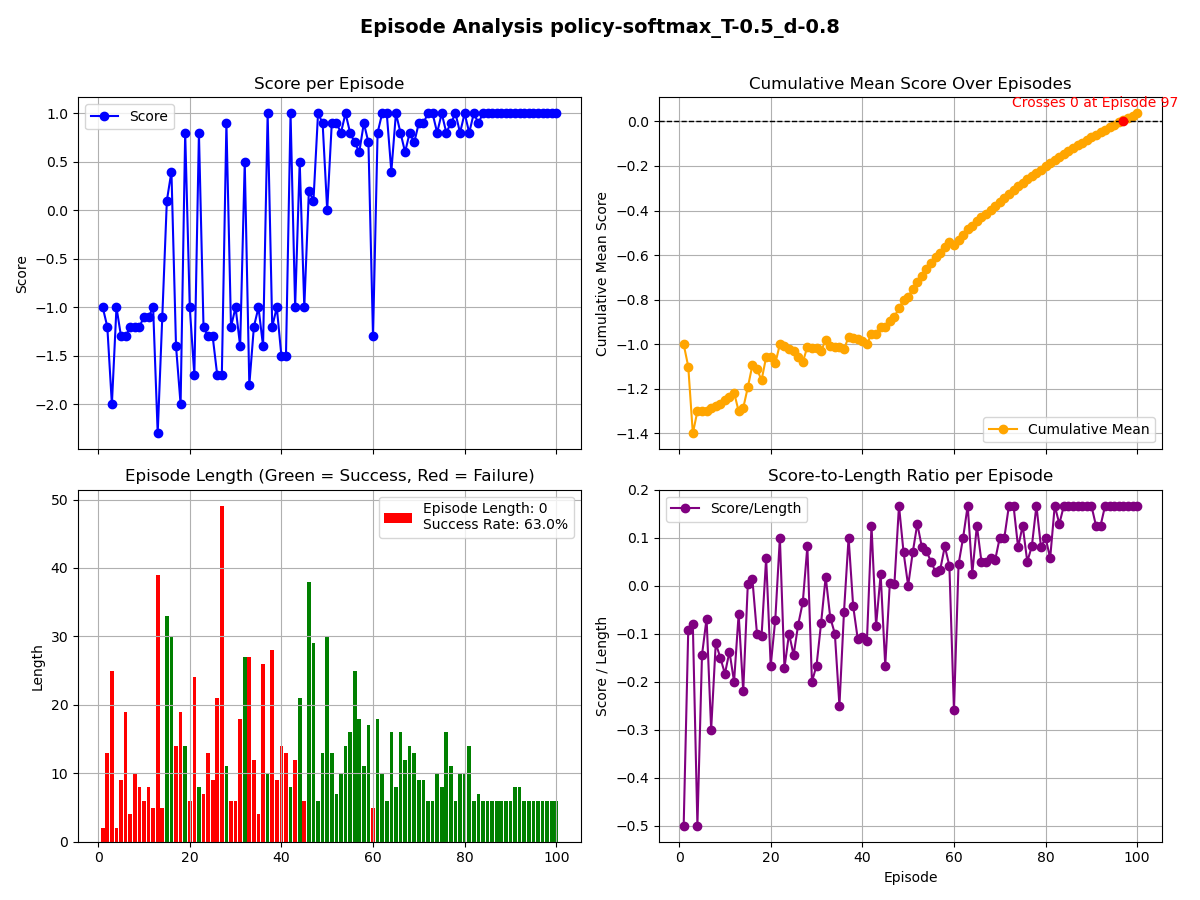 Episode Analysis policy-softmax_T-0.5_d-0.8
Score per Episode
1.0
0.5
0.0
−0.5
−1.0
−1.5
−2.0
Score
Score
Cumulative Mean Score Over Episodes
Crosses 0 at Episode 97
0.0
−0.2
−0.4
−0.6
−0.8
−1.0
−1.2
−1.4
Cumulative Mean Score
Cumulative Mean
Episode Length (Green = Success, Red = Failure)
50
40
30
20
10
0
Length
Episode Length: 0
Success Rate: 63.0%
0 20 40 60 80 100
Score-to-Length Ratio per Episode
0.2
0.1
0.0
−0.1
−0.2
−0.3
−0.4
−0.5
Score / Length
Score/Length
0 20 40 60 80 100
Episode